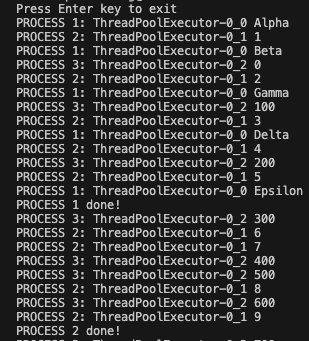 Press Enter key to exit
PROCESS 1: ThreadPoolExecutor-0_0 Alpha
PROCESS 2: ThreadPoolExecutor-0_1 1
PROCESS 1: ThreadPoolExecutor-0_0 Beta
PROCESS 3: ThreadPoolExecutor-0_2 0
PROCESS 2: ThreadPoolExecutor-0_1 2
PROCESS 1: ThreadPoolExecutor-0_0 Gamma
PROCESS 3: ThreadPoolExecutor-0_2 100
PROCESS 2: ThreadPoolExecutor-0_1 3
PROCESS 1: ThreadPoolExecutor-0_0 Delta
PROCESS 2: ThreadPoolExecutor-0_1 4
PROCESS 3: ThreadPoolExecutor-0_2 200
PROCESS 2: ThreadPoolExecutor-0_1 5
PROCESS 1: ThreadPoolExecutor-0_0 Epsilon
PROCESS 1 done!
PROCESS 3: ThreadPoolExecutor-0_2 300
PROCESS 2: ThreadPoolExecutor-0_1 6
PROCESS 2: ThreadPoolExecutor-0_1 7
PROCESS 3: ThreadPoolExecutor-0_2 400
PROCESS 3: ThreadPoolExecutor-0_2 500
PROCESS 2: ThreadPoolExecutor-0_1 8
PROCESS 3: ThreadPoolExecutor-0_2 600
PROCESS 2: ThreadPoolExecutor-0_1 9
PROCESS 2 done!